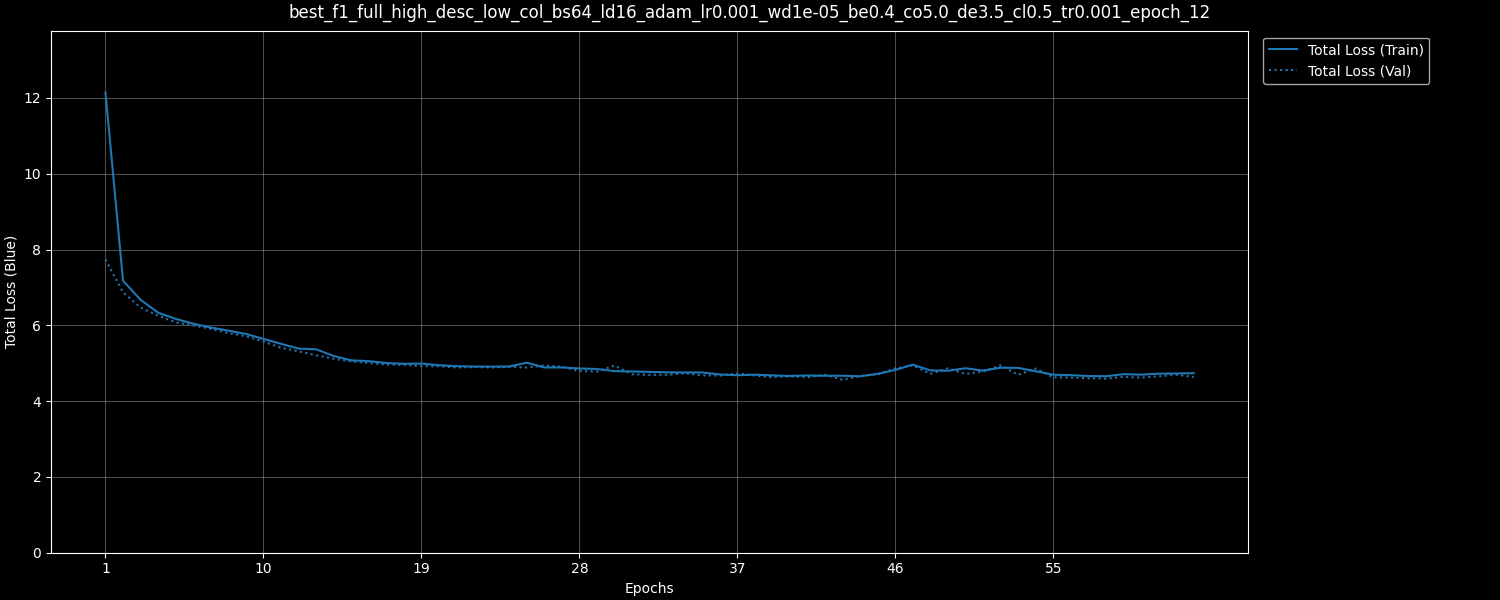 best_f1_full_high_desc_low_col_bs64_ld16_adam_lr0.001_wd1e-05_be0.4_co5.0_de3.5_cl0.5_tr0.001_epoch_12
Total Loss (Train)
Total Loss (Val)
Total Loss (Blue)
12
10
8
6
4
2
0
1 10 19 28 37 46 55
Epochs